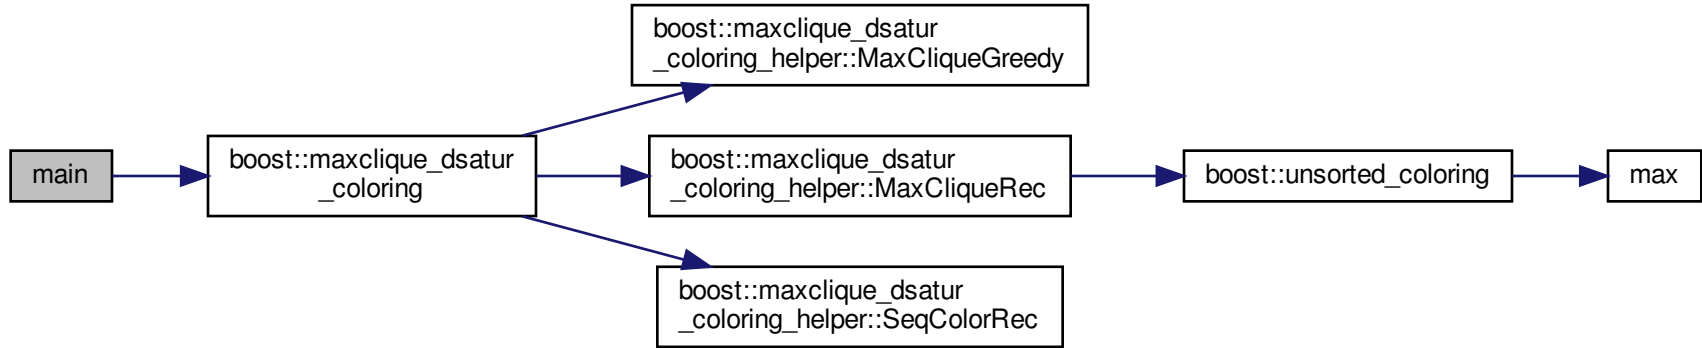 main
boost::maxclique_dsatur
_coloring
boost::maxclique_dsatur
_coloring_helper::MaxCliqueGreedy
boost::maxclique_dsatur
_coloring_helper::MaxCliqueRec
boost::maxclique_dsatur
_coloring_helper::SeqColorRec
boost::unsorted_coloring
max